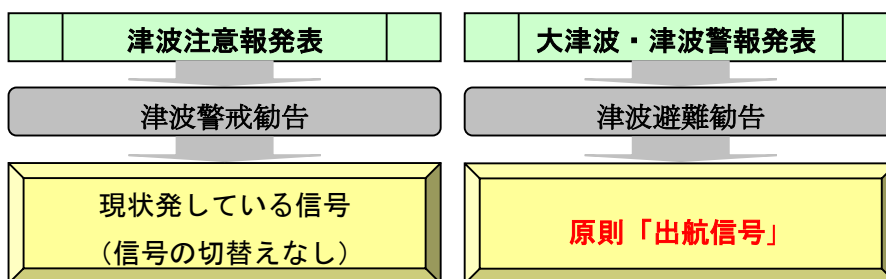 津波注意報発表
津波警戒勧告
現状発している信号
（信号の切替えなし）
大津波・津波警報発表
津波避難勧告
原則「出航信号」